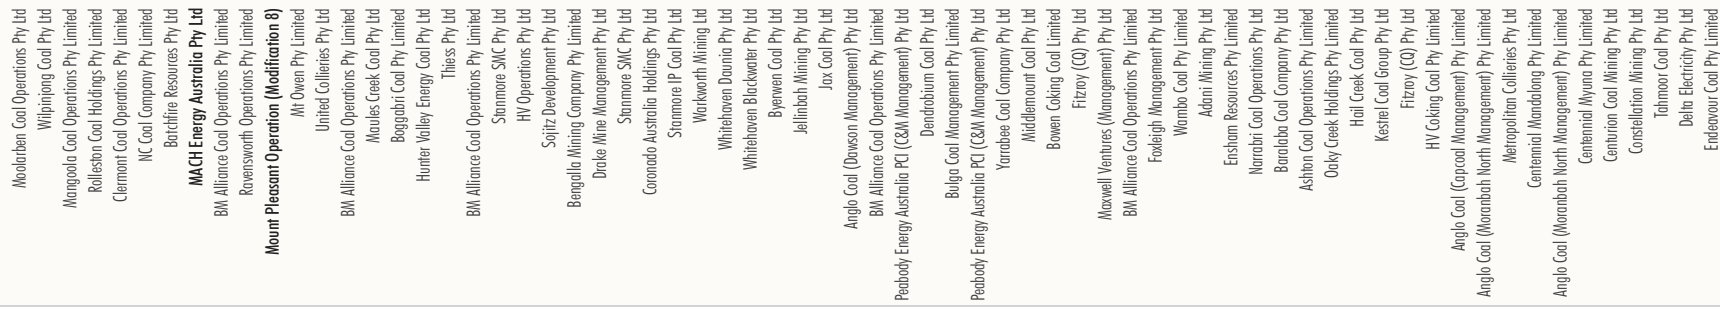 Moolarben Coal Operations Pty Ltd
Wilpinjong Coal Pty Ltd
Mangoola Coal Operations Pty Limited
Rolleston Coal Holdings Pty Limited
Clermont Coal Operations Pty Limited
NC Coal Company Pty Limited
Batchfire Resources Pty Ltd
MACH Energy Australia Pty Ltd
BM Alliance Coal Operations Pty Limited
Ravensworth Operations Pty Limited
Mount Pleasant Operation (Modification 8)
Mt Owen Pty Limited
United Collieries Pty Ltd
BM Alliance Coal Operations Pty Limited
Maules Creek Coal Pty Ltd
Boggabri Coal Pty Limited
Hunter Valley Energy Coal Pty Ltd
Thiess Pty Ltd
BM Alliance Coal Operations Pty Limited
Stanmore SMC Pty Ltd
HV Operations Pty Ltd
Sojitz Development Pty Ltd
Bengalla Mining Company Pty Limited
Drake Mine Management Pty Ltd
Stanmore SMC Pty Ltd
Coronado Australia Holdings Pty Ltd
Stanmore IP Coal Pty Ltd
Warkworth Mining Ltd
Whitehaven Daunia Pty Ltd
Whitehaven Blackwater Pty Ltd
Byerwen Coal Pty Ltd
Jellinbah Mining Pty Ltd
Jax Coal Pty Ltd
Anglo Coal (Dawson Management) Pty Ltd
BM Alliance Coal Operations Pty Limited
Peabody Energy Australia PCI (C&M Management) Pty Ltd
Dendrobium Coal Pty Ltd
Bulga Coal Management Pty Limited
Peabody Energy Australia PCI (C&M Management) Pty Ltd
Yarrabee Coal Company Pty Ltd
Middlemount Coal Pty Ltd
Bowen Coking Coal Limited
Fitzroy (CQ) Pty Ltd
Maxwell Ventures (Management) Pty Ltd
BM Alliance Coal Operations Pty Limited
Foxleigh Management Pty Ltd
Wambo Coal Pty Limited
Adani Mining Pty Ltd
Ensham Resources Pty Limited
Narrabri Coal Operations Pty Ltd
Baralaba Coal Company Pty Ltd
Ashton Coal Operations Pty Ltd
Oaky Creek Holdings Pty Ltd
Hail Creek Coal Pty Ltd
Kestrel Coal Group Pty Ltd
Fitzroy (CQ) Pty Ltd
HV Coking Coal Pty Limited
Anglo Coal (Capcoal Management) Pty Limited
Anglo Coal (Moranbah North Management) Pty Limited
Metropolitan Collieries Pty Ltd
Centennial Mandalong Pty Limited
Anglo Coal (Moranbah North Management) Pty Limited
Centennial Myuna Pty Limited
Centurion Coal Mining Pty Ltd
Constellation Mining Pty Ltd
Tahmoor Coal Pty Ltd
Delta Electricity Pty Ltd
Endeavour Coal Pty Limited